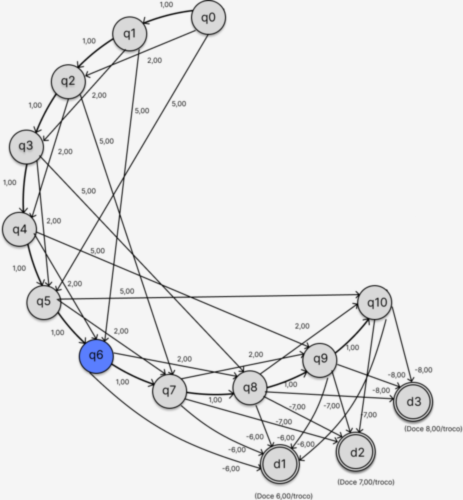 1,00
q0
q1
1,00
2,00
q2
2,00
5,00
5,00
1,00
5,00
q3
2,00
1,00
5,00
2,00
q4
5,00
1,00
5,00
q5
q10
2,00
2,00
1,00
1,00
q6
2,00
2,00
q9
-8,00
1,00
q7
1,00
q8
1,00
-8,00
-8,00
d3
-7,00
-7,00
-7,00
-7,00
(Doce 8,00/troco)
-6,00
-6,00
-6,00
-6,00
-6,00
d1
d2
(Doce 7,00/troco)
(Doce 6,00/troco)